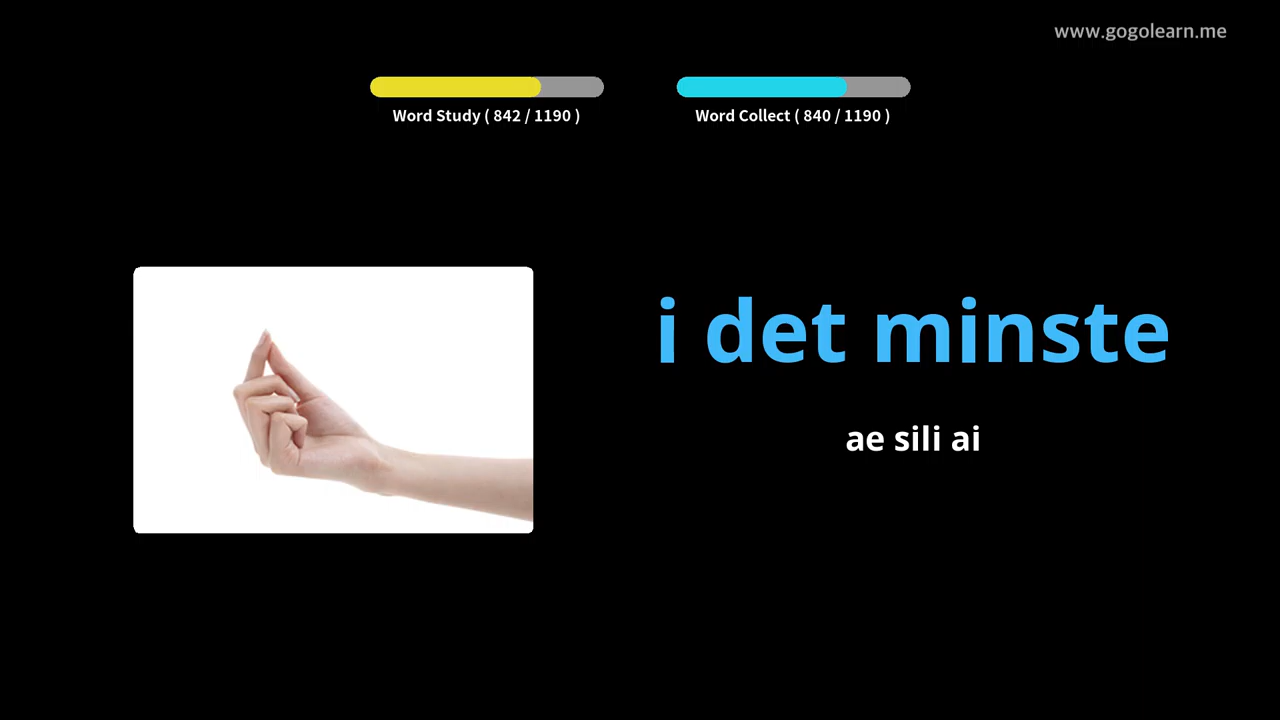 www.gogolearn.me
Word Study ( 842 / 1190 )
Word Collect ( 840 / 1190 )
i det minste
ae sili ai